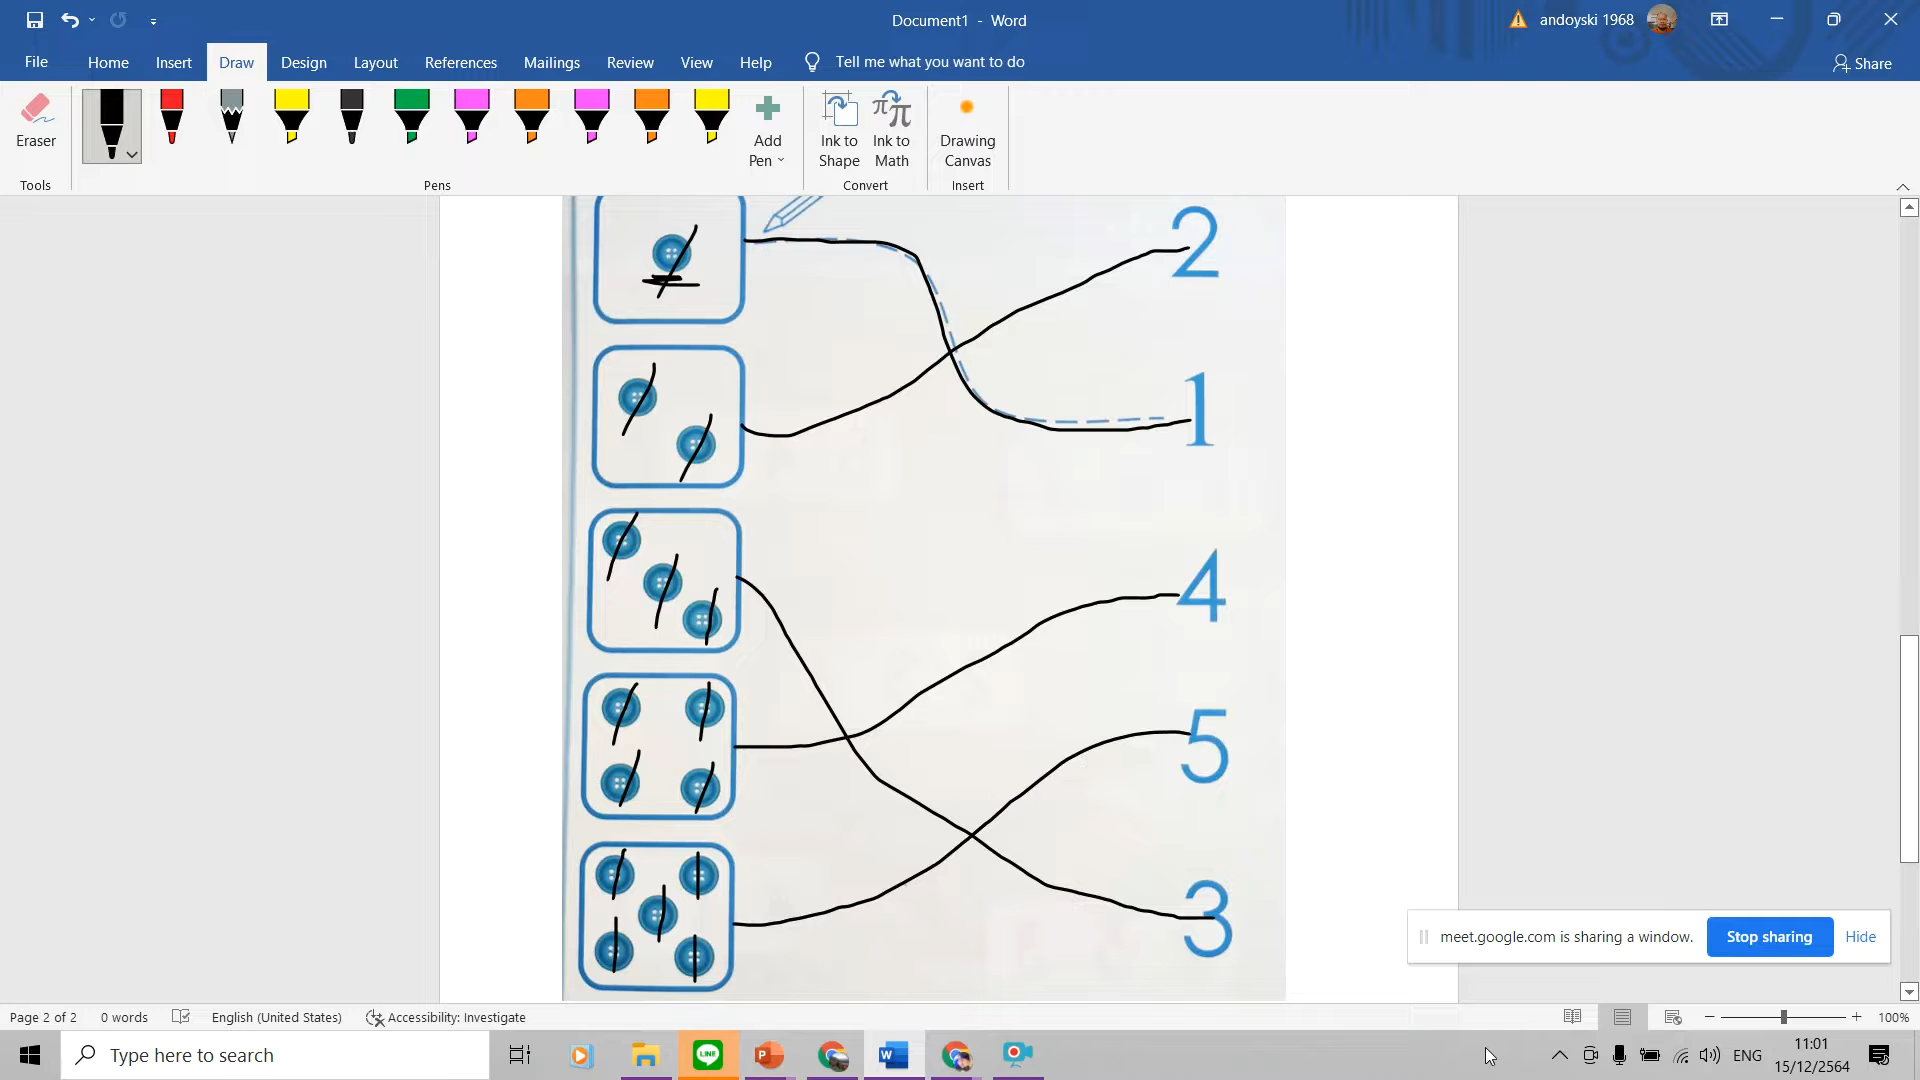 Document1 - Word
andoyski 1968
File Home Insert Draw Design Layout References Mailings Review View Help Tell me what you want to do
Share
Eraser
Add Pen
Ink to Shape
Ink to Math
Drawing Canvas
Tools
Pens
Convert
Insert
2
1
4
5
3
meet.google.com is sharing a window. Stop sharing Hide
Page 2 of 2 0 words English (United States) Accessibility: Investigate
100%
Type here to search
LINE
P
W
ENG
11:01
15/12/2564